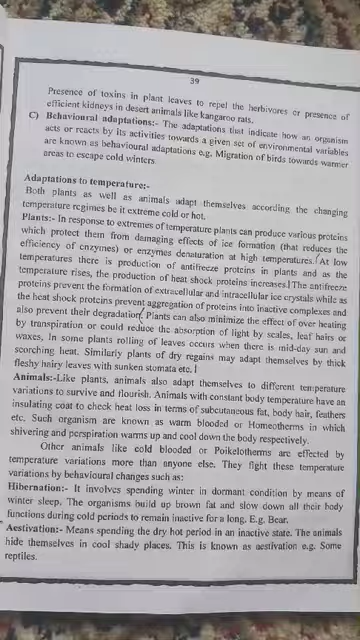 39
Presence of toxins in plant leaves to repel the herbivores or presence of
efficient kidneys in desert animals like kangaroo rats.
C) Behavioural adaptations:- The adaptations that indicate how an organism
acts or reacts by its activities towards a given set of environmental variables
are known as behavioural adaptations e.g. Migration of birds towards warmer
areas to escape cold winters.
Adaptations to temperature:-
Both plants as well as animals adapt themselves according the changing
temperature regimes be it extreme cold or hot.
Plants:- In response to extremes of temperature plants can produce various proteins
which protect them from damaging effects of ice formation (that reduces the
efficiency of enzymes) or enzymes denaturation at high temperatures. At low
temperatures there is production of antifreeze proteins in plants and as the
temperature rises, the production of heat shock proteins increases. The antifreeze
proteins prevent the formation of extracellular and intracellular ice crystals while as
the heat shock proteins prevent aggregation of proteins into inactive complexes and
also prevent their degradation. Plants can also minimize the effect of over heating
by transpiration or could reduce the absorption of light by scales, leaf hairs or
waxes. In some plants rolling of leaves occurs when there is mid-day sun and
scorching heat. Similarly plants of dry regains may adapt themselves by thick
fleshy hairy leaves with sunken stomata etc.
Animals:-Like plants, animals also adapt themselves to different temperature
variations to survive and flourish. Animals with constant body temperature have an
insulating coat to check heat loss in terms of subcutaneous fat, body hair, feathers
etc. Such organism are known as warm blooded or Homeotherms in which
shivering and perspiration warms up and cool down the body respectively.
Other animals like cold blooded or Poikelotherms are effected by
temperature variations more than anyone else. They fight these temperature
variations by behavioural changes such as:
Hibernation:- It involves spending winter in dormant condition by means of
winter sleep. The organisms build up brown fat and slow down all their body
functions during cold periods to remain inactive for a long. E.g. Bear.
Aestivation:- Means spending the dry hot period in an inactive state. The animals
hide themselves in cool shady places. This is known as aestivation e.g. Some
reptiles.